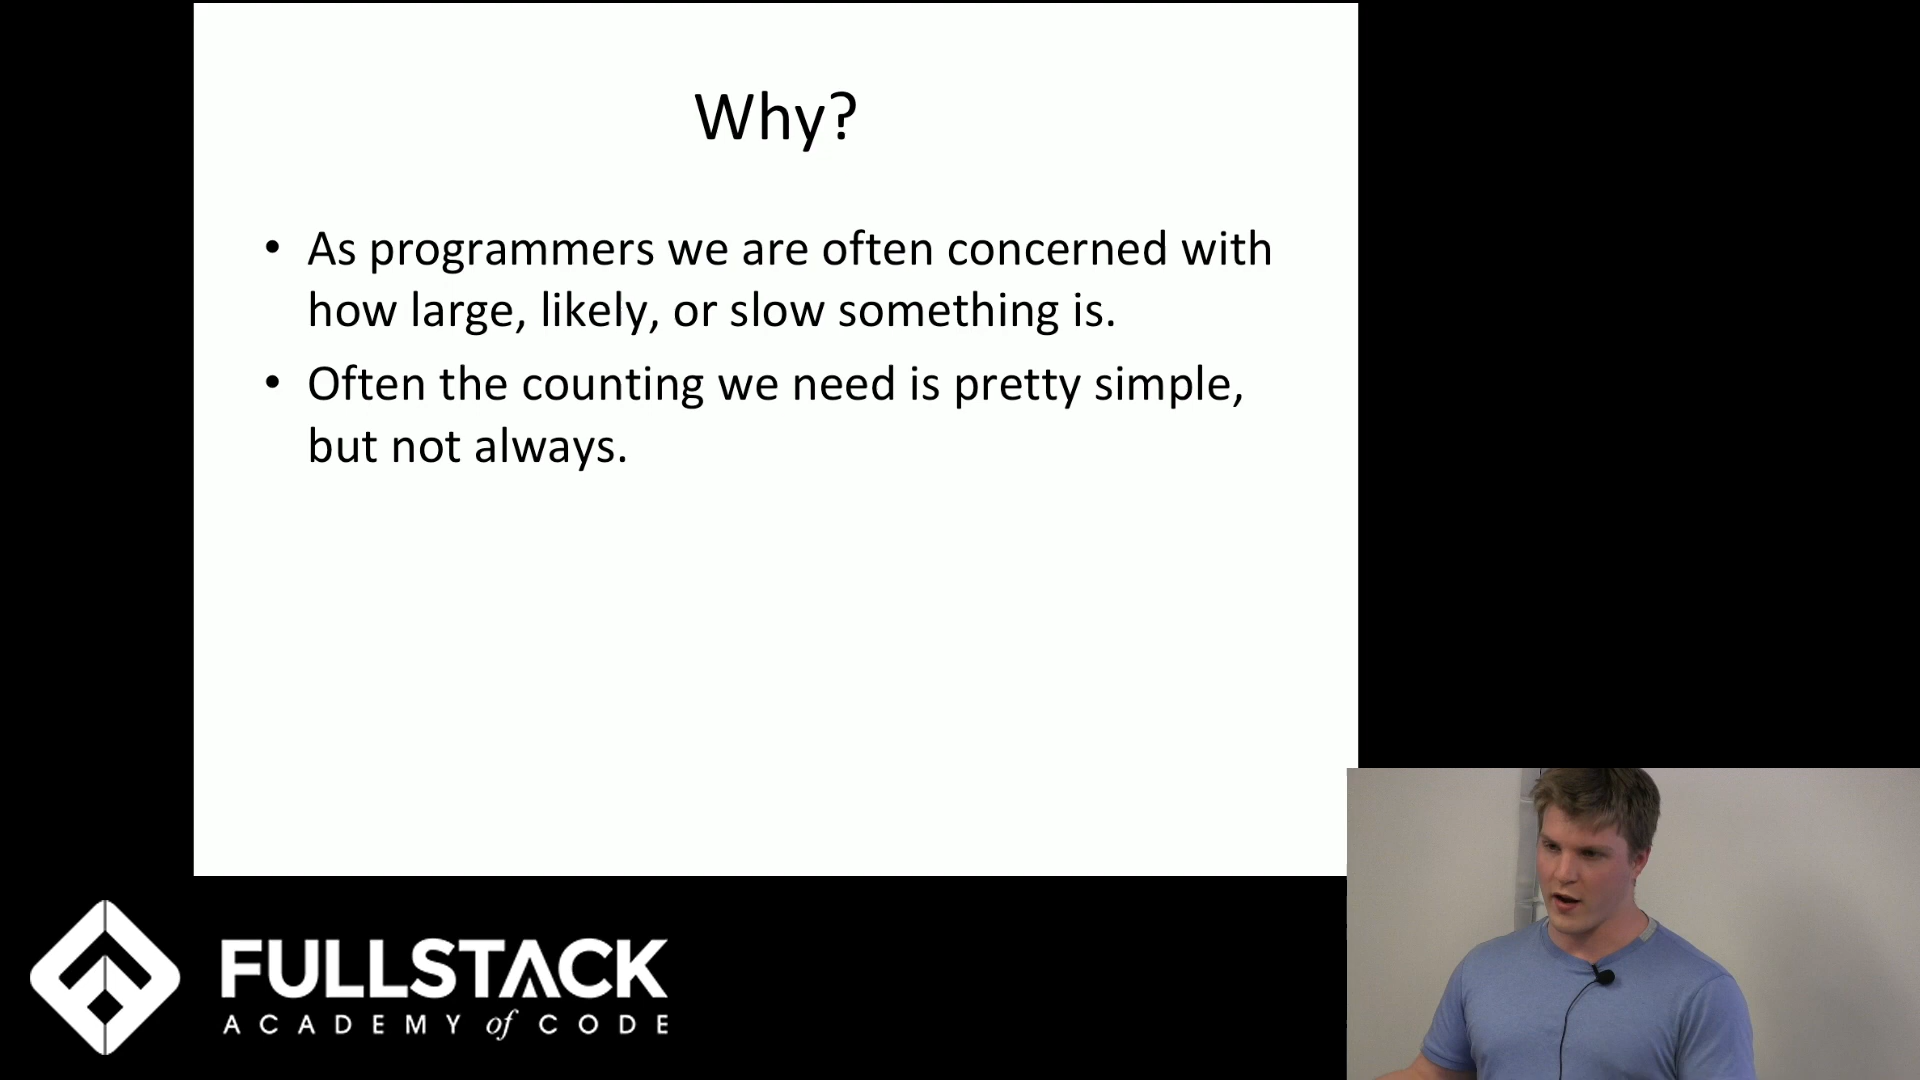 Why?
• As programmers we are often concerned with
how large, likely, or slow something is.
• Often the counting we need is pretty simple,
but not always.
FULLSTACK
ACADEMY of CODE